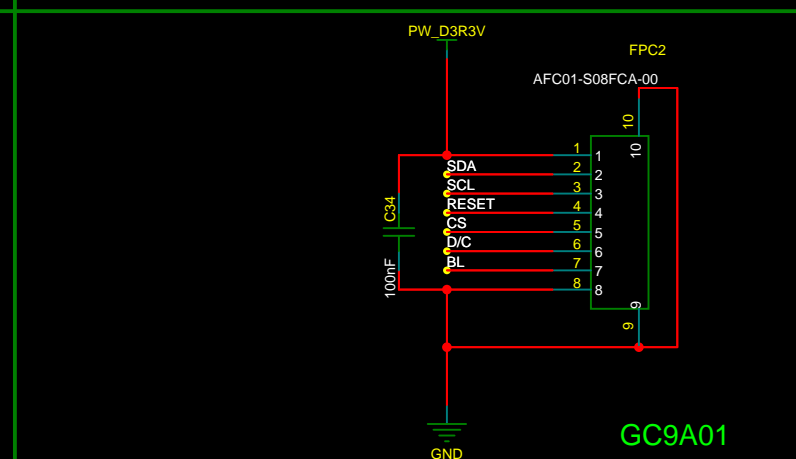 PW_D3R3V
FPC2
AFC01-S08FCA-00
10
10
1
1
SDA
2
2
SCL
3
3
RESET
4
4
CS
5
5
D/C
6
6
BL
7
7
8
8
C34
100nF
9
9
GND
GC9A01